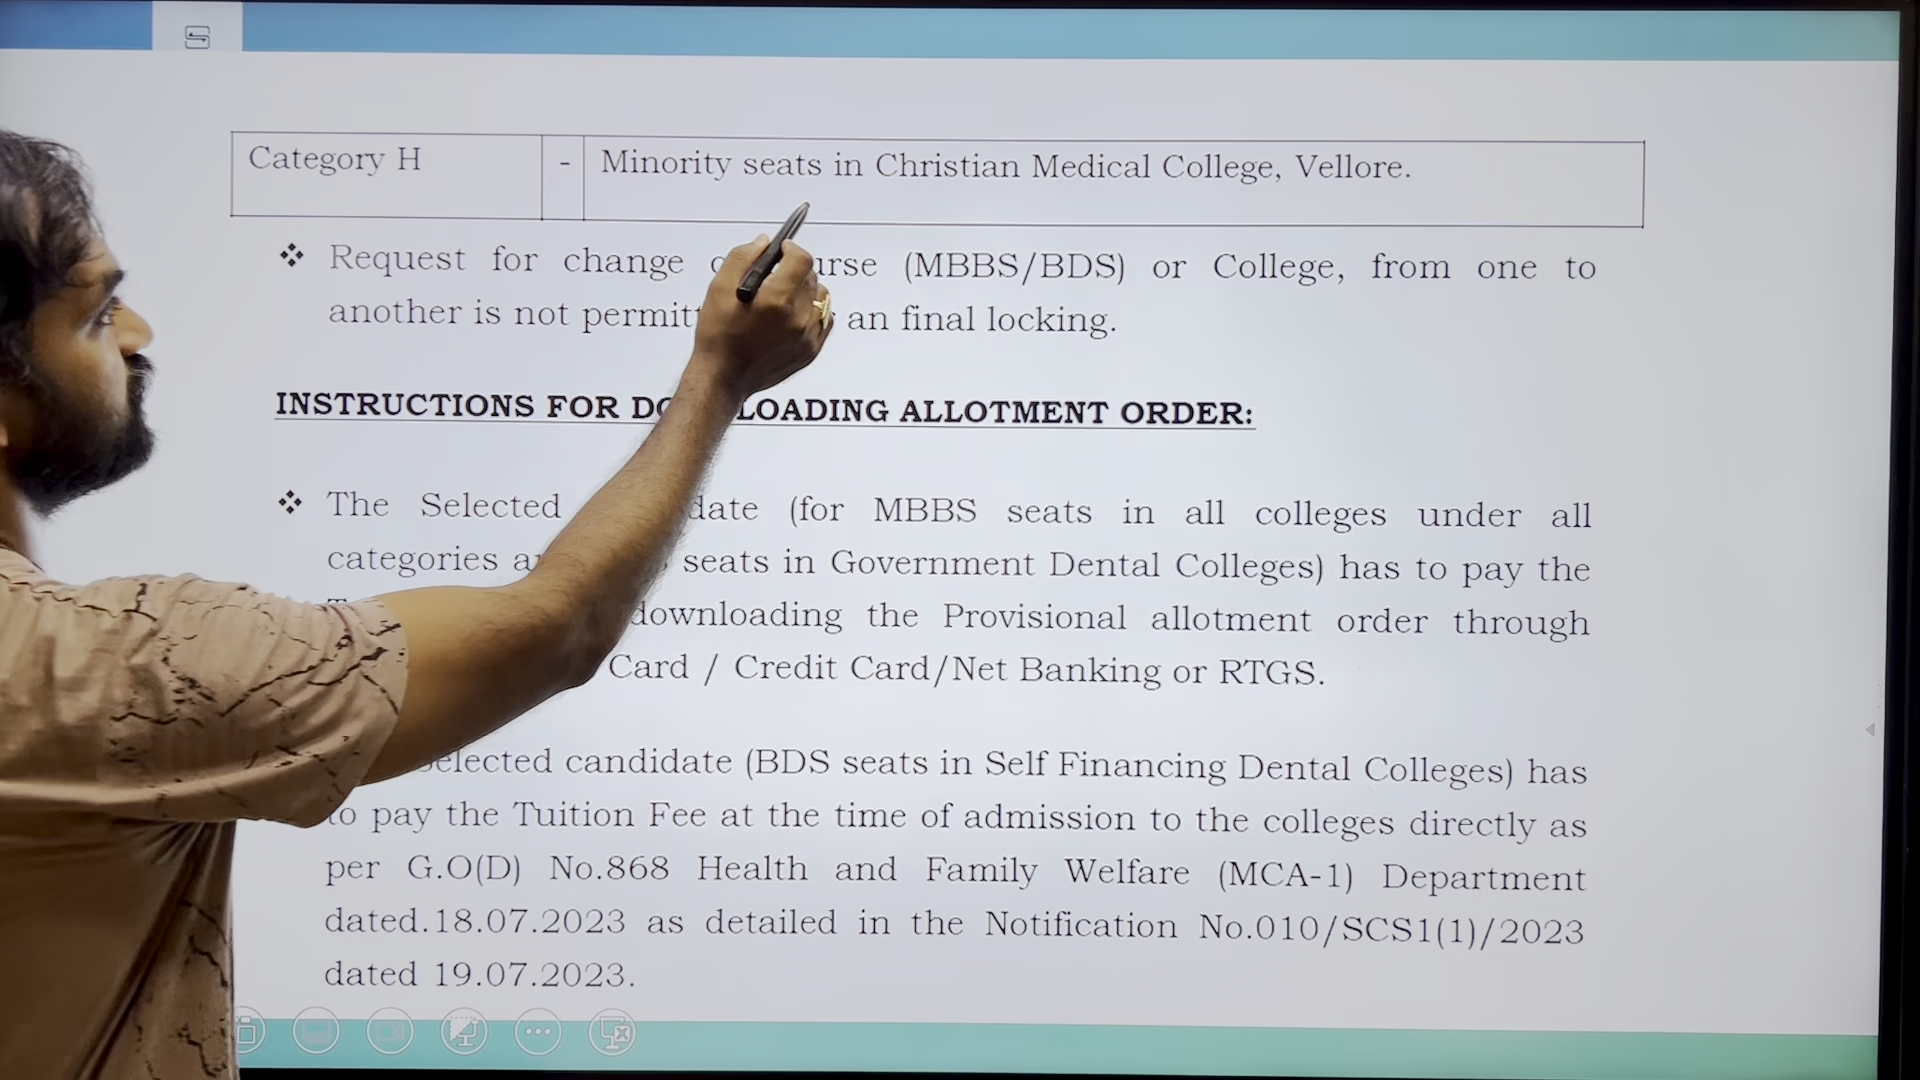 Category H - Minority seats in Christian Medical College, Vellore.
❖ Request for change urse (MBBS/BDS) or College, from one to
another is not permit an final locking.
INSTRUCTIONS FOR DO LOADING ALLOTMENT ORDER:
❖ The Selected date (for MBBS seats in all colleges under all
categories seats in Government Dental Colleges) has to pay the
downloading the Provisional allotment order through
Card / Credit Card/Net Banking or RTGS.
elected candidate (BDS seats in Self Financing Dental Colleges) has
to pay the Tuition Fee at the time of admission to the colleges directly as
per G.O(D) No.868 Health and Family Welfare (MCA-1) Department
dated.18.07.2023 as detailed in the Notification No.010/SCS1(1)/2023
dated 19.07.2023.